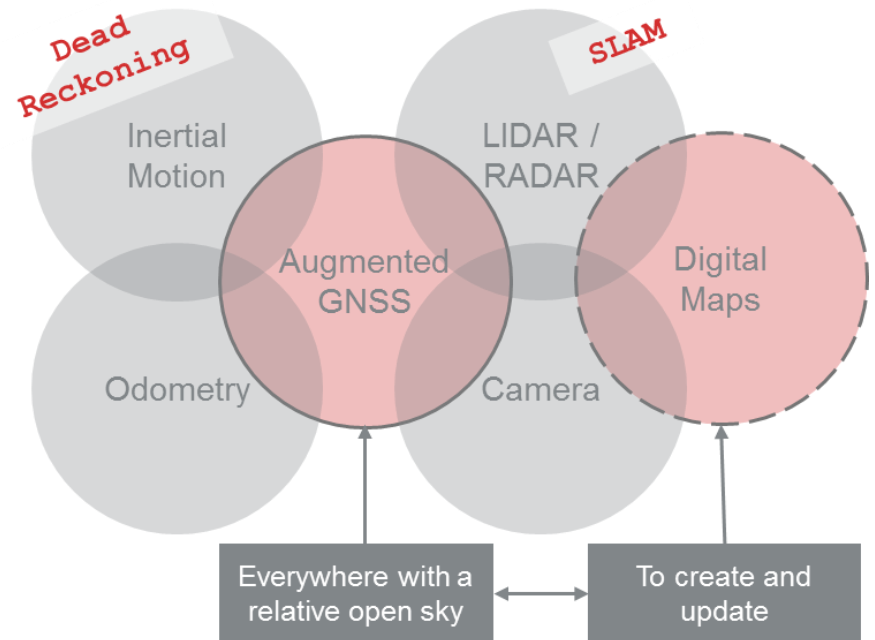 Dead
Reckoning
SLAM
Inertial
Motion
LIDAR /
RADAR
Augmented
GNSS
Digital
Maps
Odometry
Camera
Everywhere with a
relative open sky
To create and
update